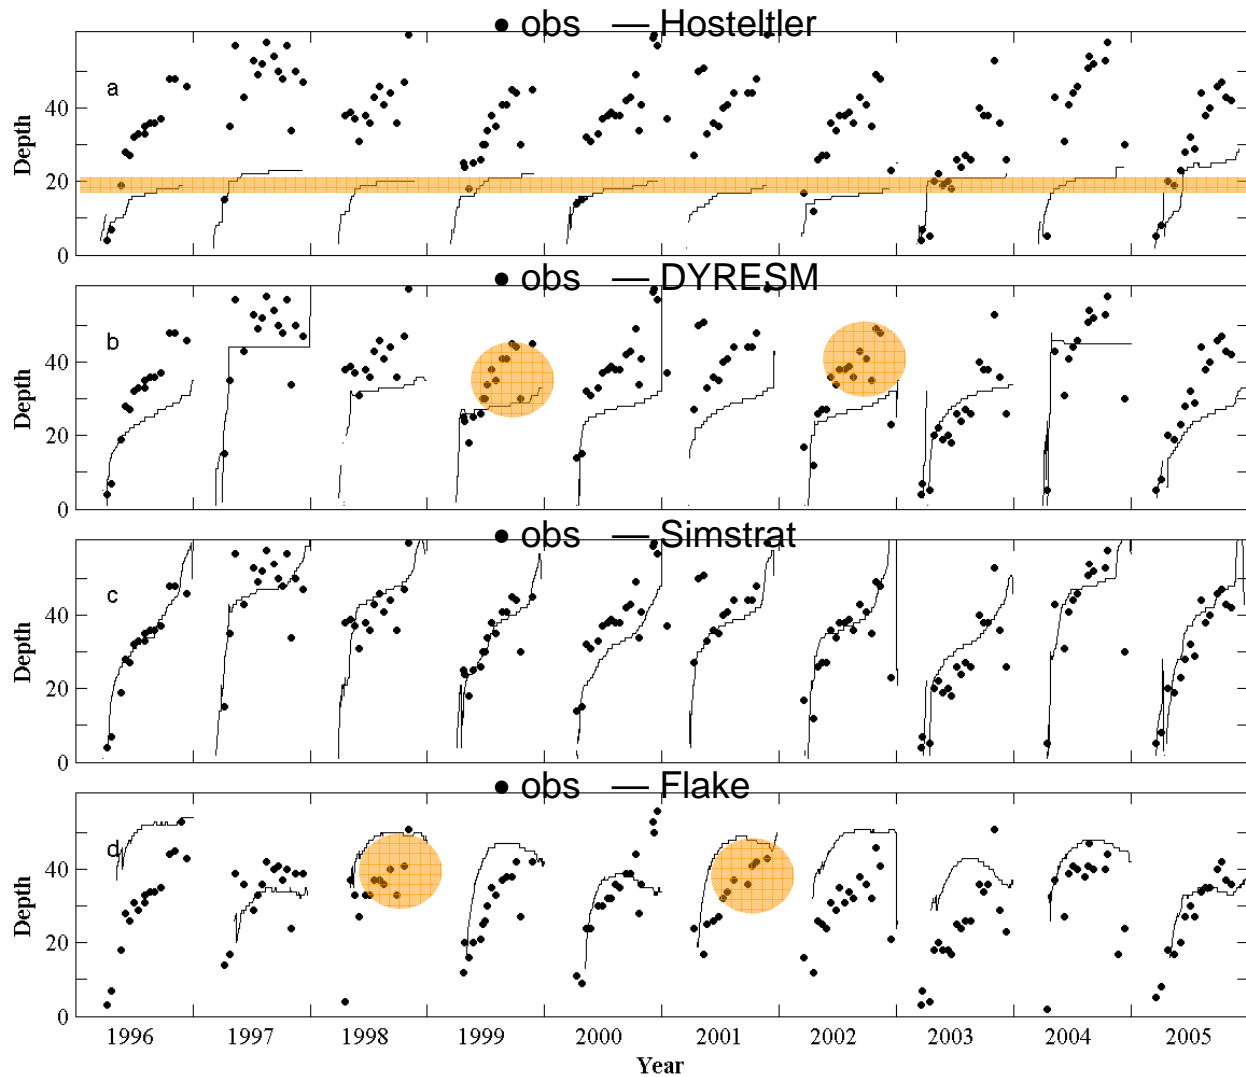 ● obs — Hosteltler
a
Depth
40
20
0
● obs — DYRESM
b
Depth
40
20
0
● obs — Simstrat
c
Depth
40
20
0
● obs — Flake
d
Depth
40
20
0
1996 1997 1998 1999 2000 2001 2002 2003 2004 2005
Year